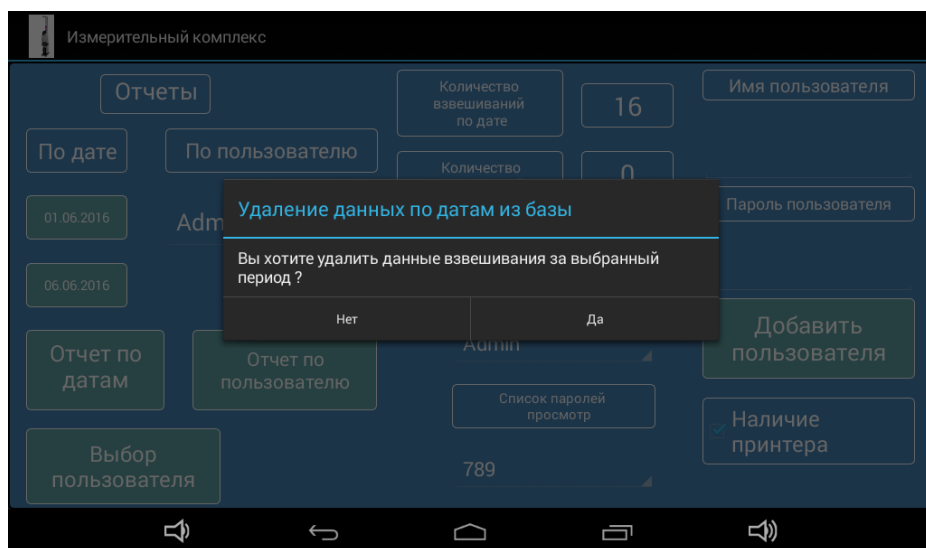 Измерительный комплекс
Отчеты
Количество
взвешиваний
по дате
16
Имя пользователя
По дате
По пользователю
Количество
0
01.06.2016
Adm
Пароль пользователя
Удаление данных по датам из базы
Вы хотите удалить данные взвешивания за выбранный
период ?
Нет
Да
06.06.2016
Добавить
пользователя
Отчет по
датам
Отчет по
пользователю
Admin
Список паролей
просмотр
Наличие
принтера
Выбор
пользователя
789